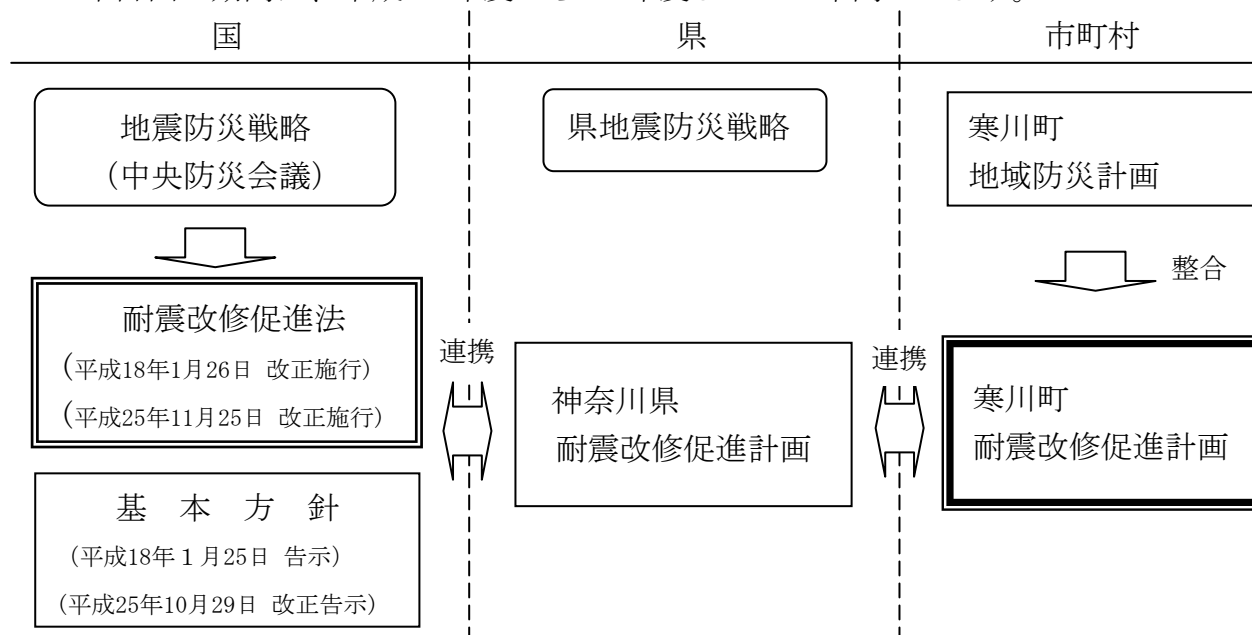 国
県
市町村
地震防災戦略
(中央防災会議)
県地震防災戦略
寒川町
地域防災計画
整合
耐震改修促進法
(平成18年1月26日 改正施行)
(平成25年11月25日 改正施行)
連携
神奈川県
耐震改修促進計画
連携
寒川町
耐震改修促進計画
基 本 方 針
(平成18年１月25日 告示)
(平成25年10月29日 改正告示)